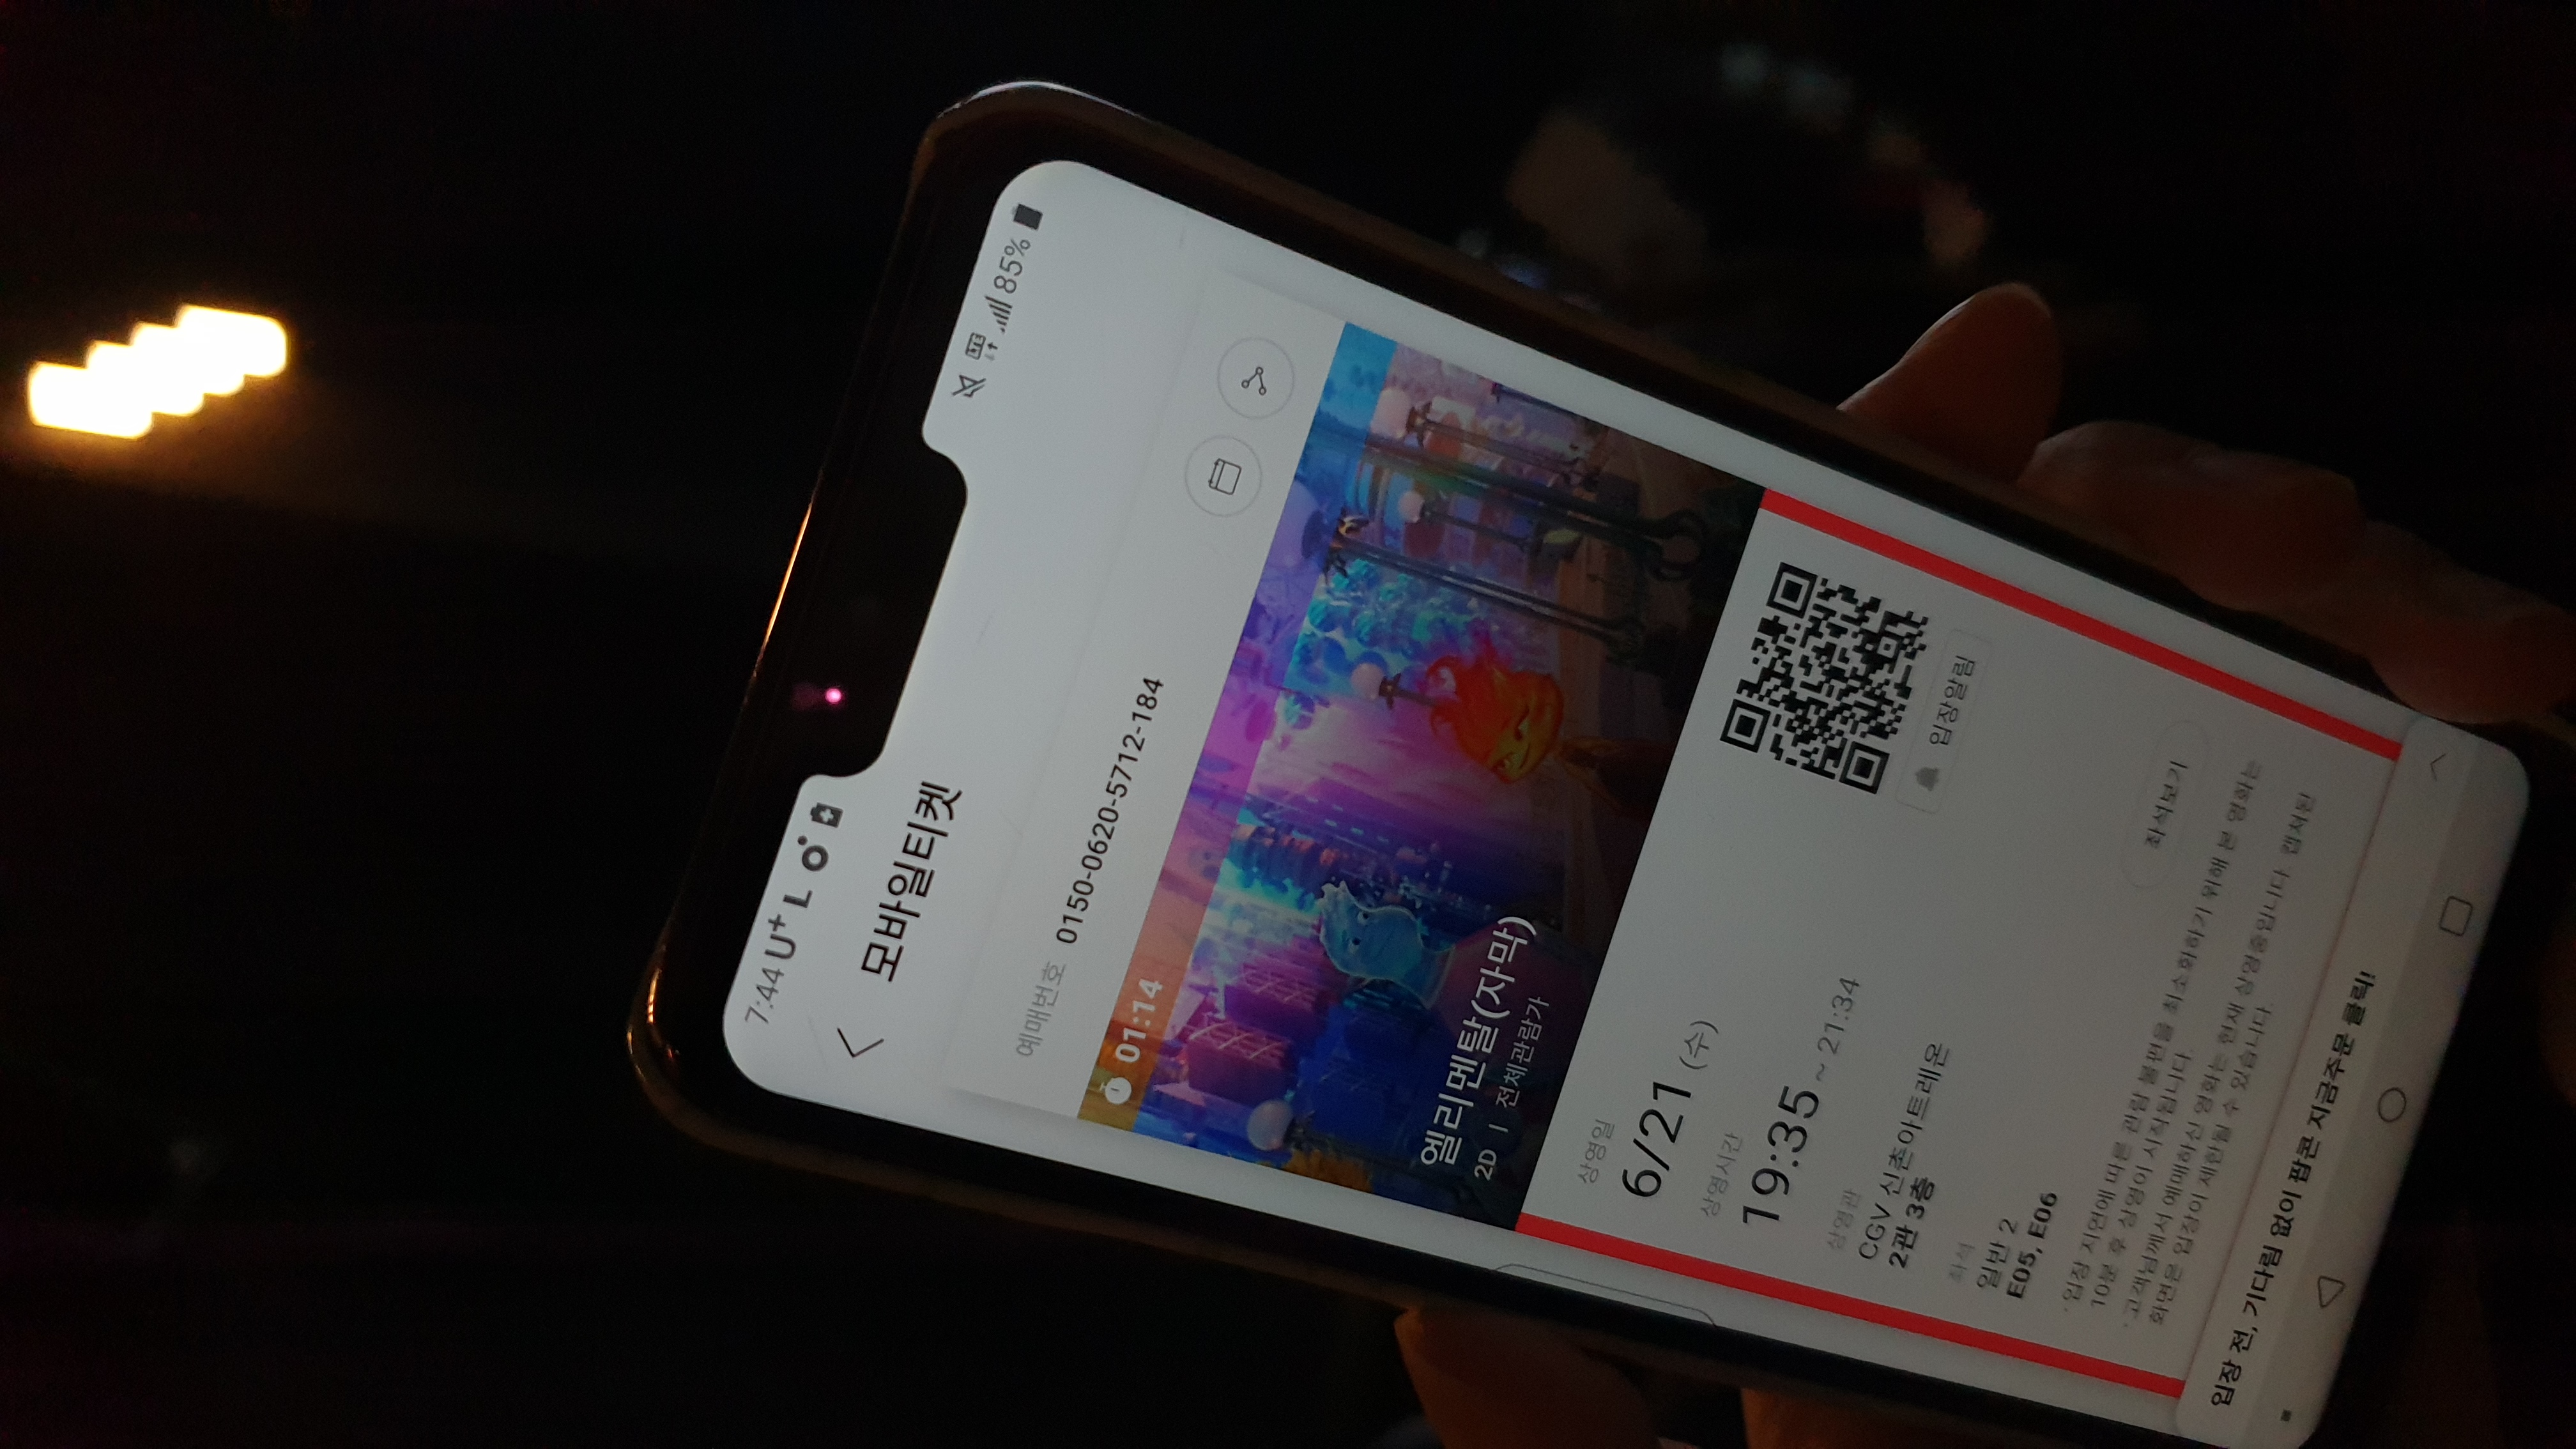 7:44 U+ L
85%
모바일티켓
예매번호 0150-0620-5712-184
01:14
엘리멘탈(자막)
2D | 전체관람가
상영일
6/21 (수)
상영시간
19:35 ~ 21:34
상영관
CGV 신촌아트레온
2관 3층
입장알림
좌석
일반 2
E05, E06
좌석보기
· 입장 지연에 따른 관람 불편을 최소화하기 위해 본 영화는
10분 후 상영이 시작됩니다.
· 고객님께서 예매하신 영화는 현재 상영중입니다. 캡쳐된
화면은 입장이 제한될 수 있습니다.
입장 전, 기다림 없이 팝콘 지금주문 클릭!